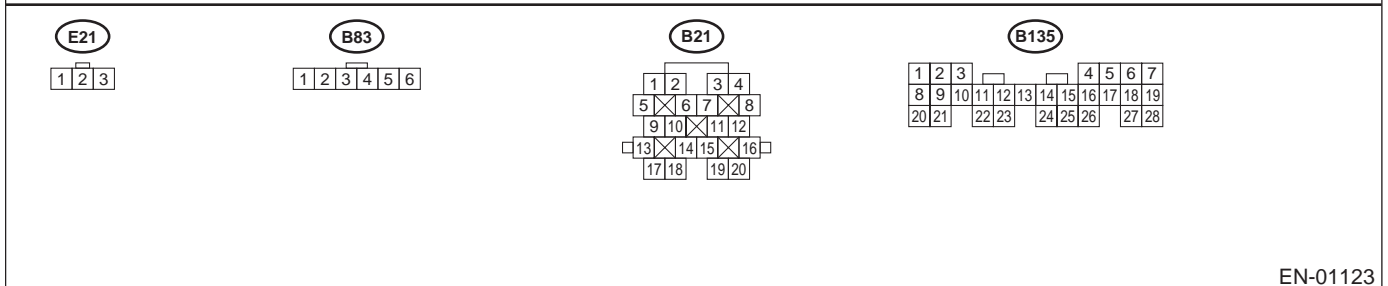 E21
B83
B21
B135
1 2 3
1 2 3 4 5 6
1 2 3 4
5 6 7 8
9 10 11 12
13 14 15 16
17 18 19 20
1 2 3 4 5 6 7
8 9 10 11 12 13 14 15 16 17 18 19
20 21 22 23 24 25 26 27 28
EN-01123